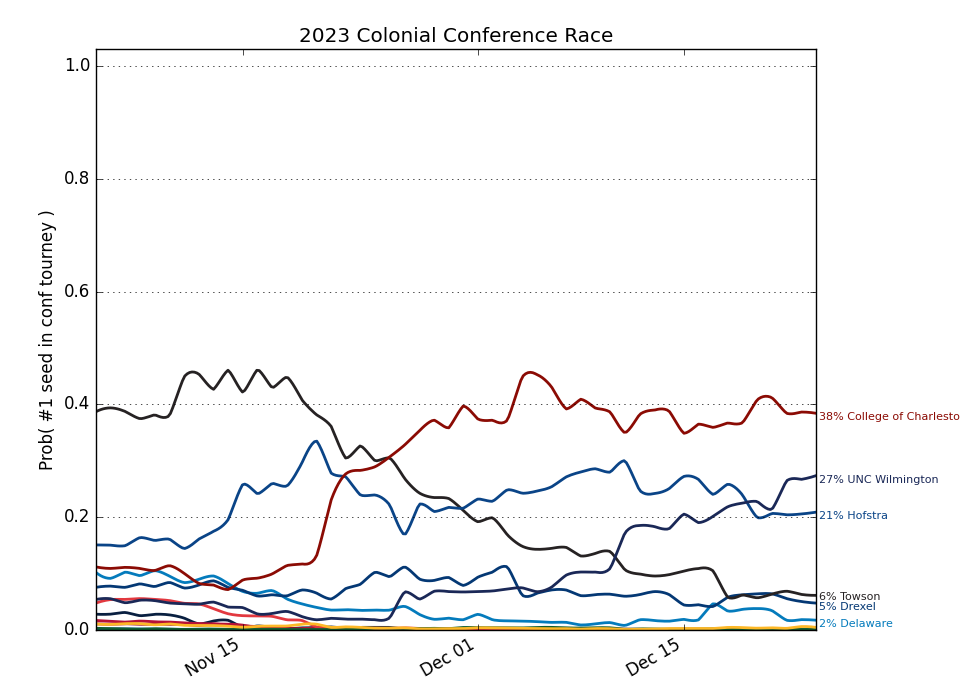 2023 Colonial Conference Race
Prob( #1 seed in conf tourney )
1.0
0.8
0.6
0.4
0.2
0.0
Nov 15
Dec 01
Dec 15
38% College of Charlesto
27% UNC Wilmington
21% Hofstra
6% Towson
5% Drexel
2% Delaware